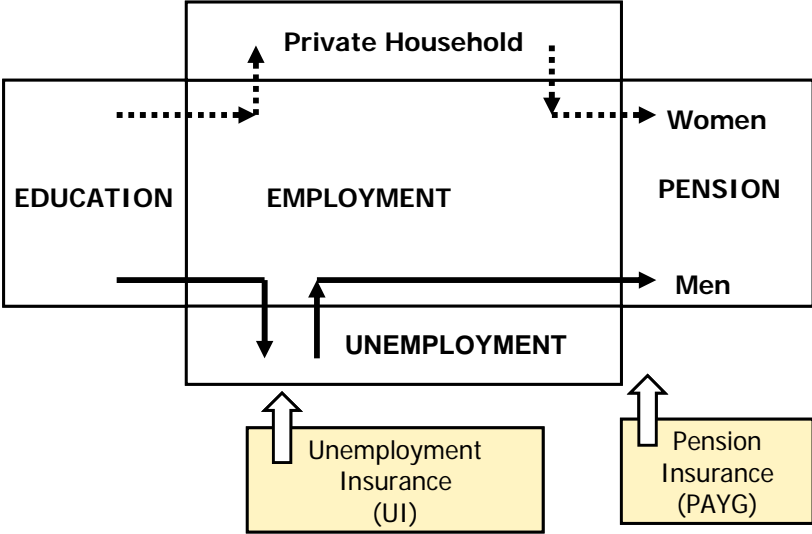 Private Household
Women
EDUCATION
EMPLOYMENT
PENSION
Men
UNEMPLOYMENT
Unemployment
Insurance
(UI)
Pension
Insurance
(PAYG)